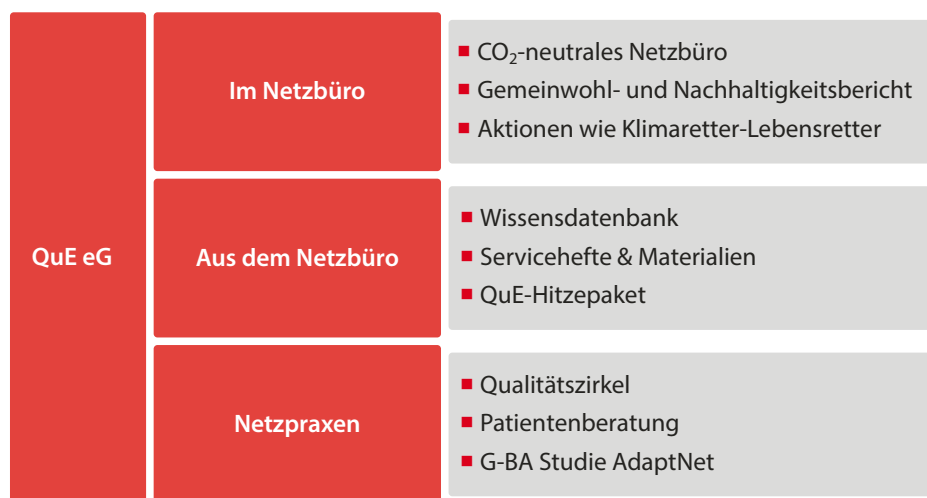 QuE eG
Im Netzbüro
CO₂-neutrales Netzbüro
Gemeinwohl- und Nachhaltigkeitsbericht
Aktionen wie Klimaretter-Lebensretter
Aus dem Netzbüro
Wissensdatenbank
Servicehefte & Materialien
QuE-Hitzepaket
Netzpraxen
Qualitätszirkel
Patientenberatung
G-BA Studie AdaptNet